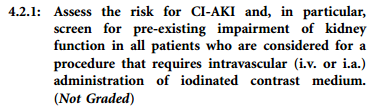 4.2.1: Assess the risk for CI-AKI and, in particular,
screen for pre-existing impairment of kidney
function in all patients who are considered for a
procedure that requires intravascular (i.v. or i.a.)
administration of iodinated contrast medium.
(Not Graded)